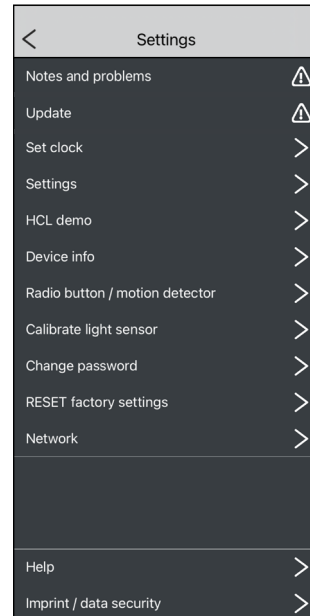 Settings
Notes and problems
Update
Set clock
Settings
HCL demo
Device info
Radio button / motion detector
Calibrate light sensor
Change password
RESET factory settings
Network
Help
Imprint / data security